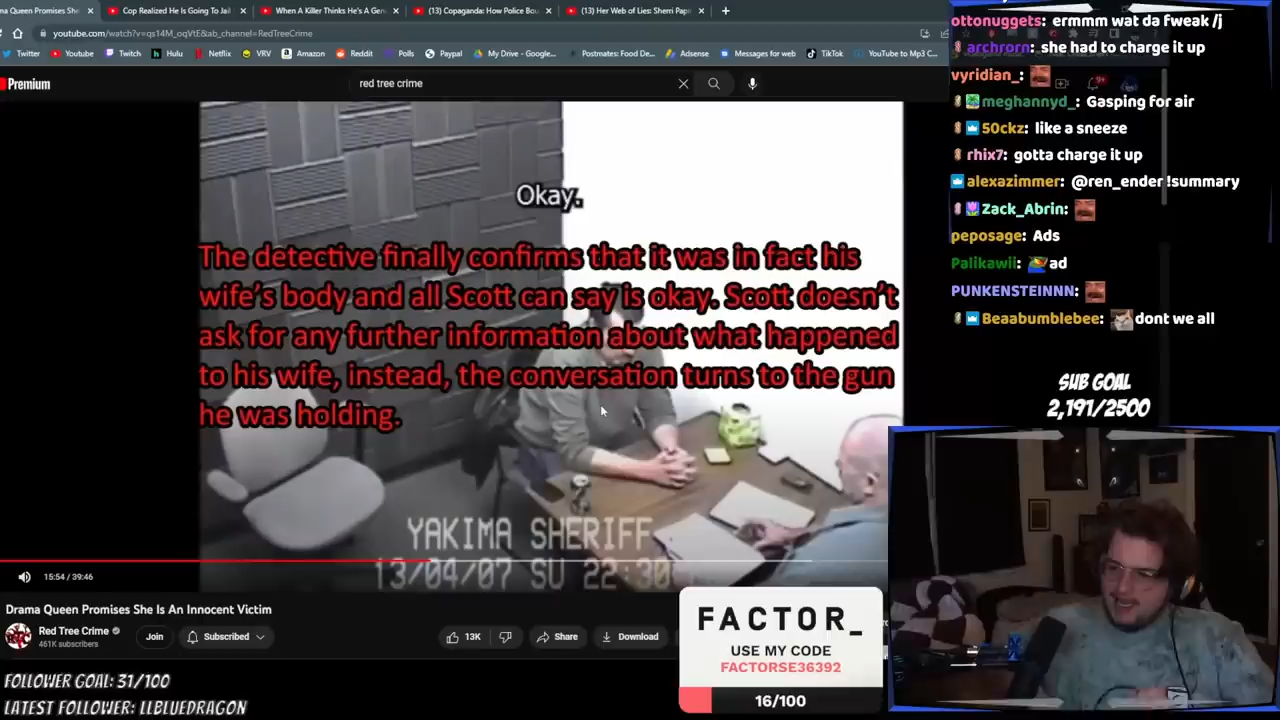 ma Queen Promises She
Cop Realized He Is Going To Jail
When A Killer Thinks He's A Gen
(13) Copaganda: How Police Bou
(13) Her Web of Lies: Sherri Pap
youtube.com/watch?v=qs14M_oqVtE&ab_channel=RedTreeCrime
Twitter
Youtube
Twitch
Hulu
Netflix
VRV
Amazon
Reddit
Polls
Paypal
My Drive - Google...
Postmates: Food De...
Adsense
Messages for web
TikTok
YouTube to Mp3 C...
Premium
red tree crime
Okay.
The detective finally confirms that it was in fact his
wife's body and all Scott can say is okay. Scott doesn't
ask for any further information about what happened
to his wife, instead, the conversation turns to the gun
he was holding.
YAKIMA SHERIFF
13/04/07 SU 22:30
15:54 / 39:46
Drama Queen Promises She Is An Innocent Victim
Red Tree Crime
461K subscribers
Join
Subscribed
13K
Share
Download
FOLLOWER GOAL: 31/100
LATEST FOLLOWER: LLBLUEDRAGON
FACTOR_
USE MY CODE
FACTORSE36392
16/100
ottonuggets: ermmm wat da fweak /j
archrorn: she had to charge it up
vyridian_:
meghannyd_: Gasping for air
50ckz: like a sneeze
rhix7: gotta charge it up
alexazimmer: @ren_ender !summary
Zack_Abrin:
peposage: Ads
Palikawii: ad
PUNKENSTEINNN:
Beaabumblebee: dont we all
SUB GOAL
2,191/2500